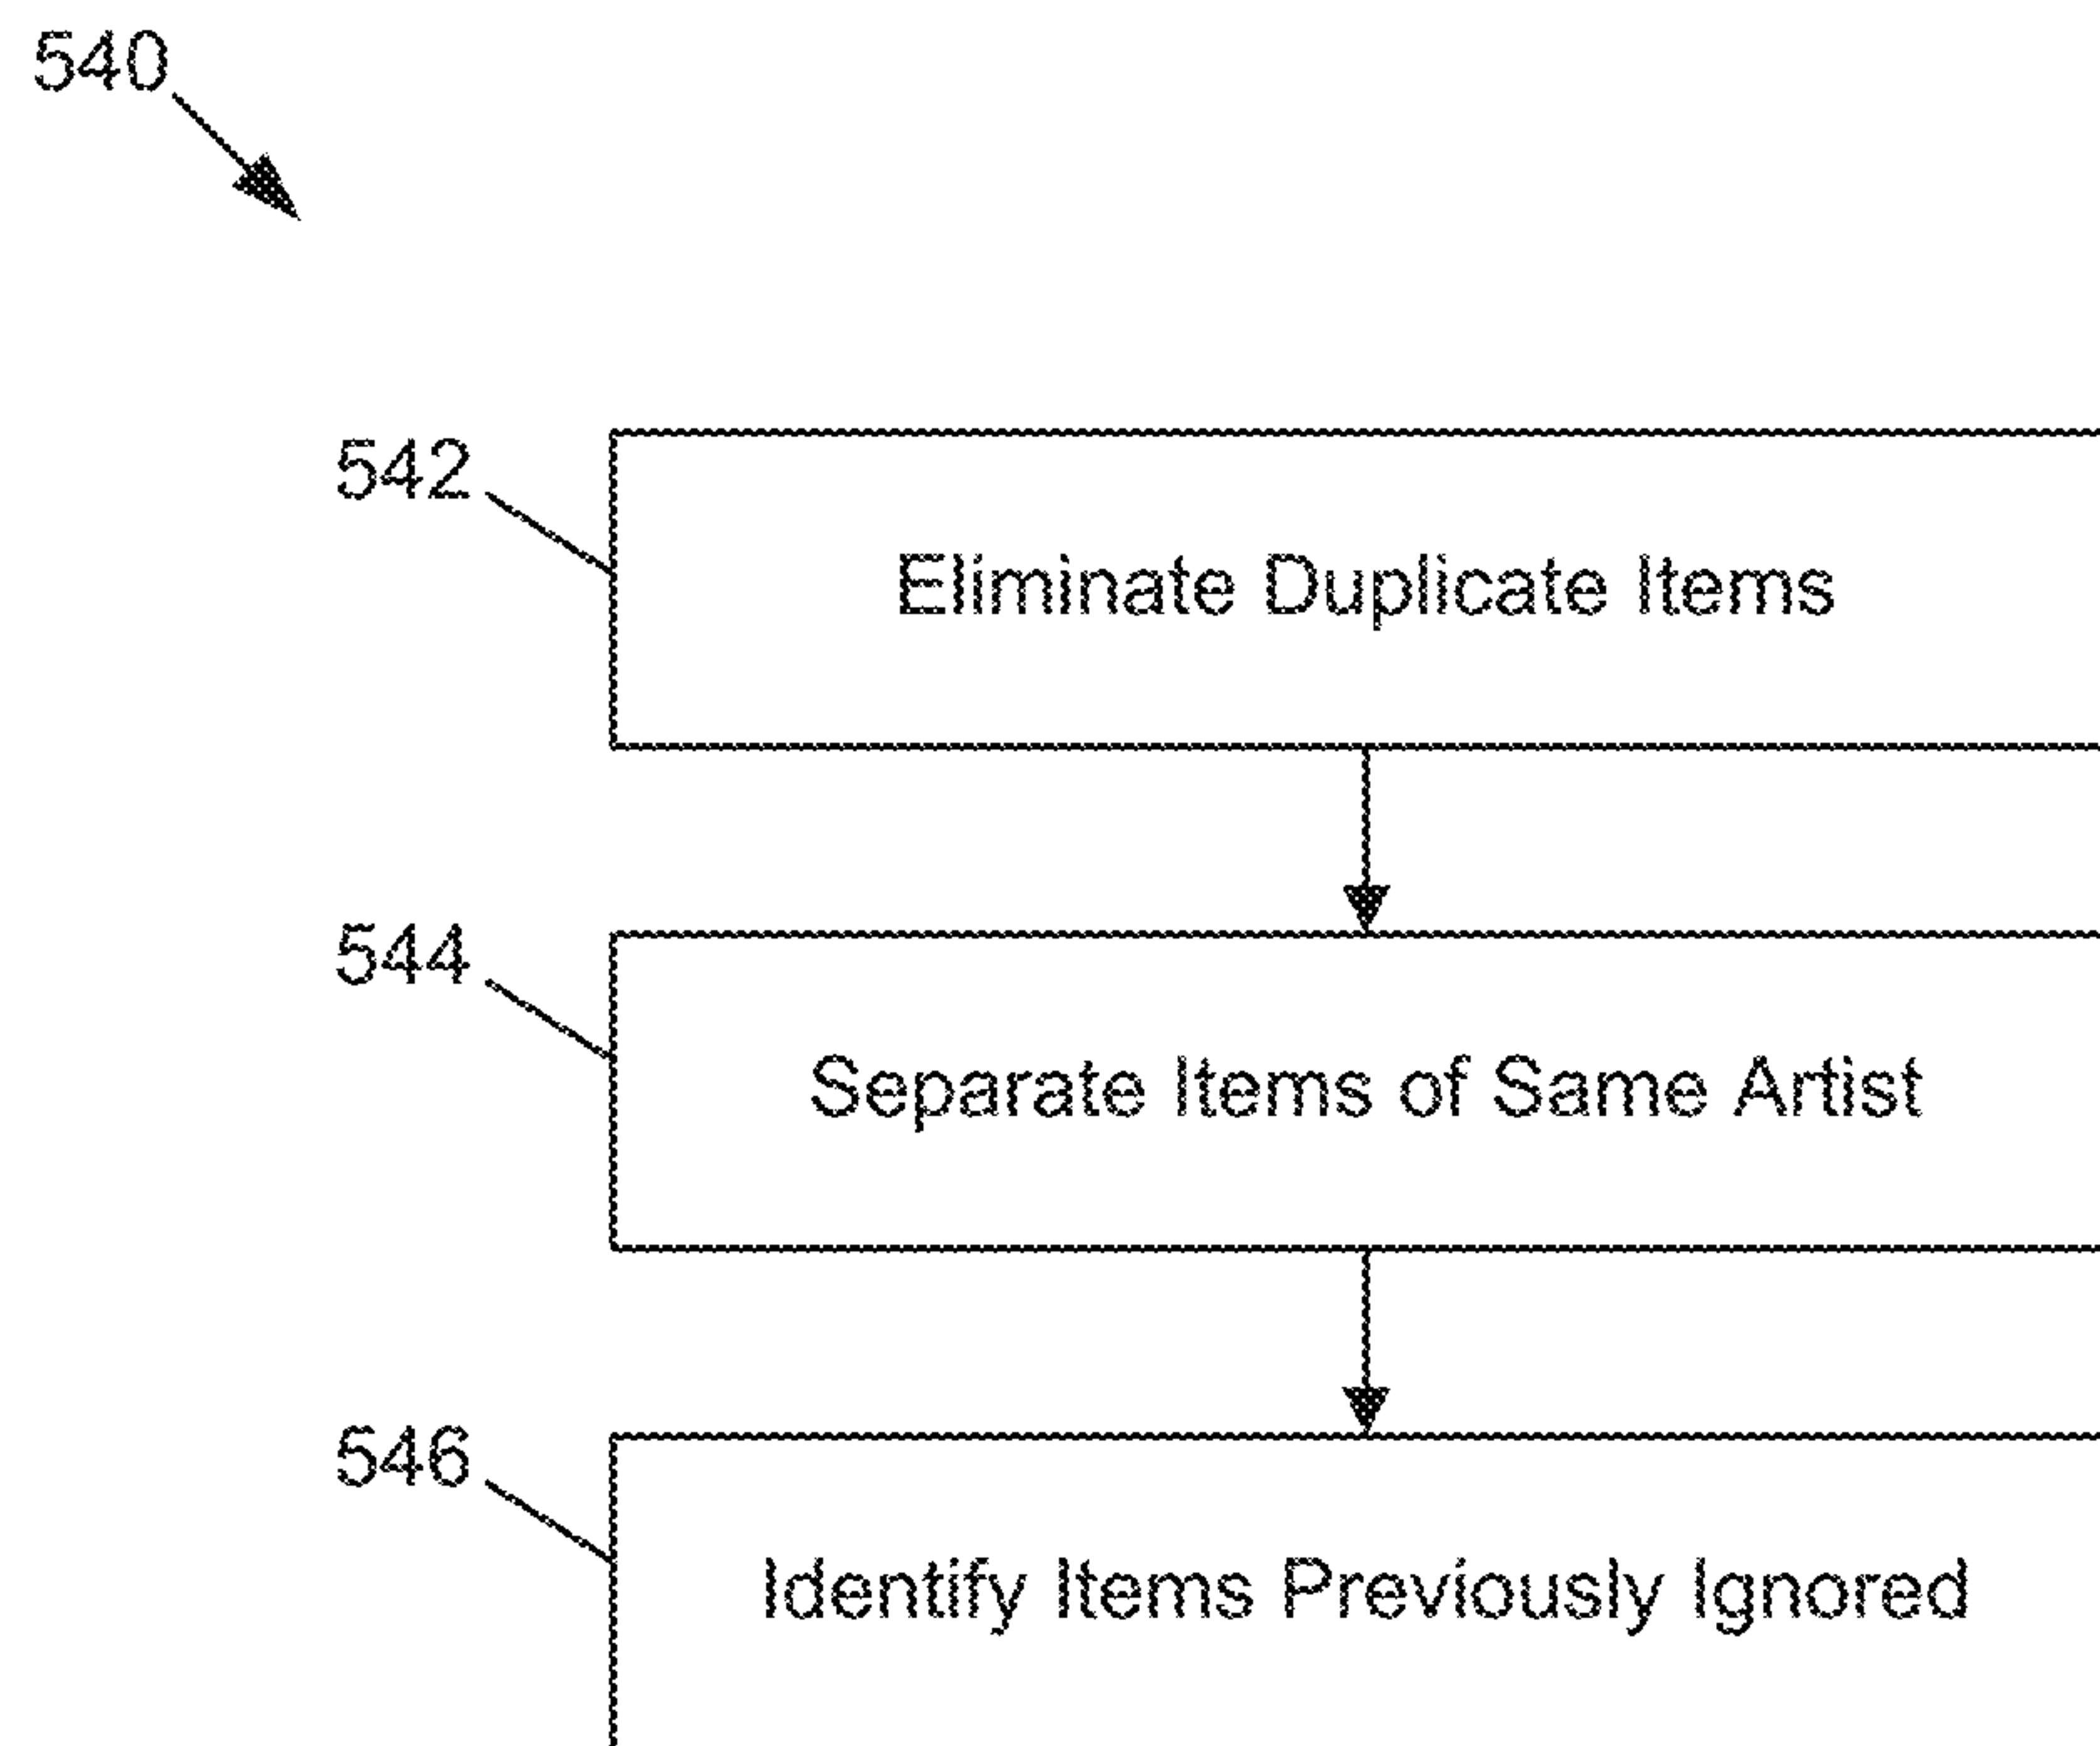 540
542
Eliminate Duplicate Items
544
Separate Items of Same Artist
546
Identify Items Previously Ignored